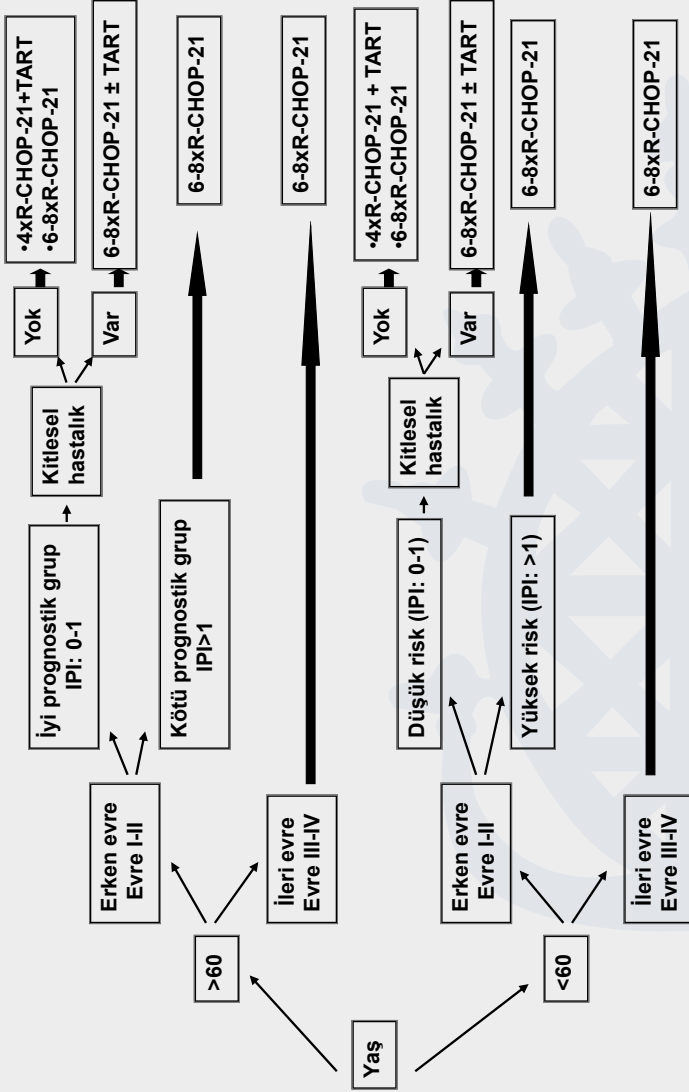 Yaş
>60
Erken evre
Evre I-II
İyi prognostik grup
IPI: 0-1
Kitlesel
hastalık
Yok
•4xR-CHOP-21+TART
•6-8xR-CHOP-21
Var
6-8xR-CHOP-21 ± TART
Kötü prognostik grup
IPI>1
6-8xR-CHOP-21
İleri evre
Evre III-IV
6-8xR-CHOP-21
<60
Erken evre
Evre I-II
Düşük risk (IPI: 0-1)
Kitlesel
hastalık
Yok
•4xR-CHOP-21 + TART
•6-8xR-CHOP-21
Var
6-8xR-CHOP-21 ± TART
Yüksek risk (IPI: >1)
6-8xR-CHOP-21
İleri evre
Evre III-IV
6-8xR-CHOP-21